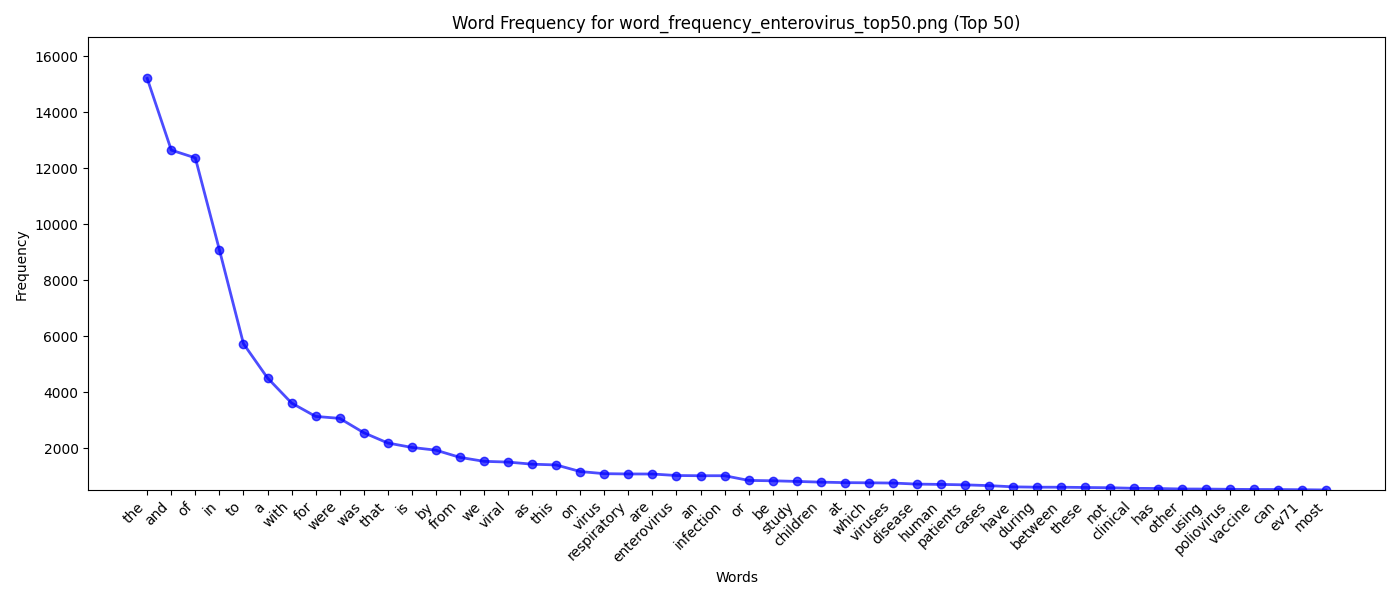 Word Frequency for word_frequency_enterovirus_top50.png (Top 50)
Frequency
16000
14000
12000
10000
8000
6000
4000
2000
the
and
of
in
to
a
with
for
were
was
that
is
by
from
we
viral
as
this
on
virus
respiratory
are
enterovirus
an
infection
or
be
study
children
at
which
viruses
disease
human
patients
cases
have
during
between
these
not
clinical
has
other
using
poliovirus
vaccine
can
ev71
most
Words